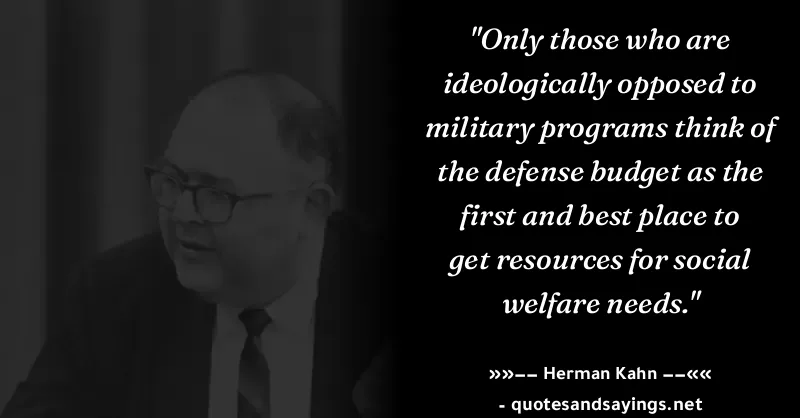 "Only those who are
ideologically opposed to
military programs think of
the defense budget as the
first and best place to
get resources for social
welfare needs."
»»−− Herman Kahn −−««
- quotesandsayings.net